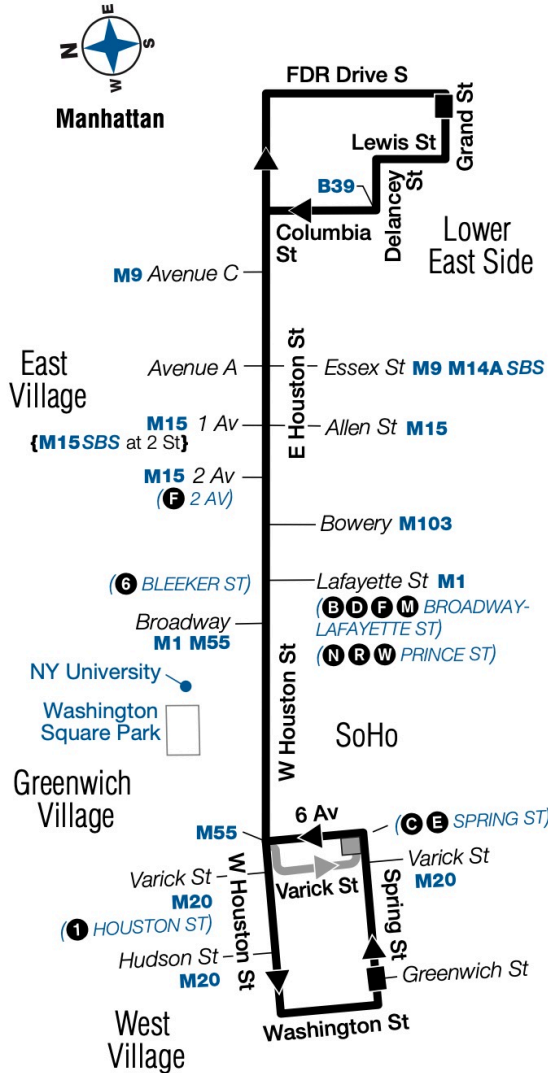 E
N
S
W
Manhattan
FDR Drive S
Grand St
Lewis St
Delancey
St
B39
Columbia
St
Lower
East Side
M9 Avenue C
E Houston St
East
Village
Avenue A
Essex St M9 M14A SBS
M15 1 Av
{M15 SBS at 2 St}
Allen St M15
M15 2 Av
(F 2 AV)
Bowery M103
(6 BLEEKER ST)
Lafayette St M1
(B D F M BROADWAY-
LAFAYETTE ST)
(N R W PRINCE ST)
Broadway
M1 M55
W Houston St
NY University
Washington
Square Park
SoHo
Greenwich
Village
6 Av
M55
(C E SPRING ST)
Varick St
M20
Varick St
Varick St
M20
W Houston St
Spring St
(1 HOUSTON ST)
Hudson St
M20
Greenwich St
Washington St
West
Village